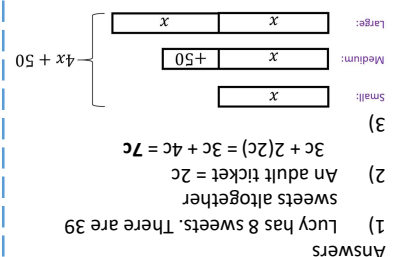 Answers
1) Lucy has 8 sweets. There are 39
sweets altogether
2) An adult ticket = 2c
3c + 2(2c) = 3c + 4c = 7c
3)
Small: x
Medium: x +50
Large: x x
4x + 50